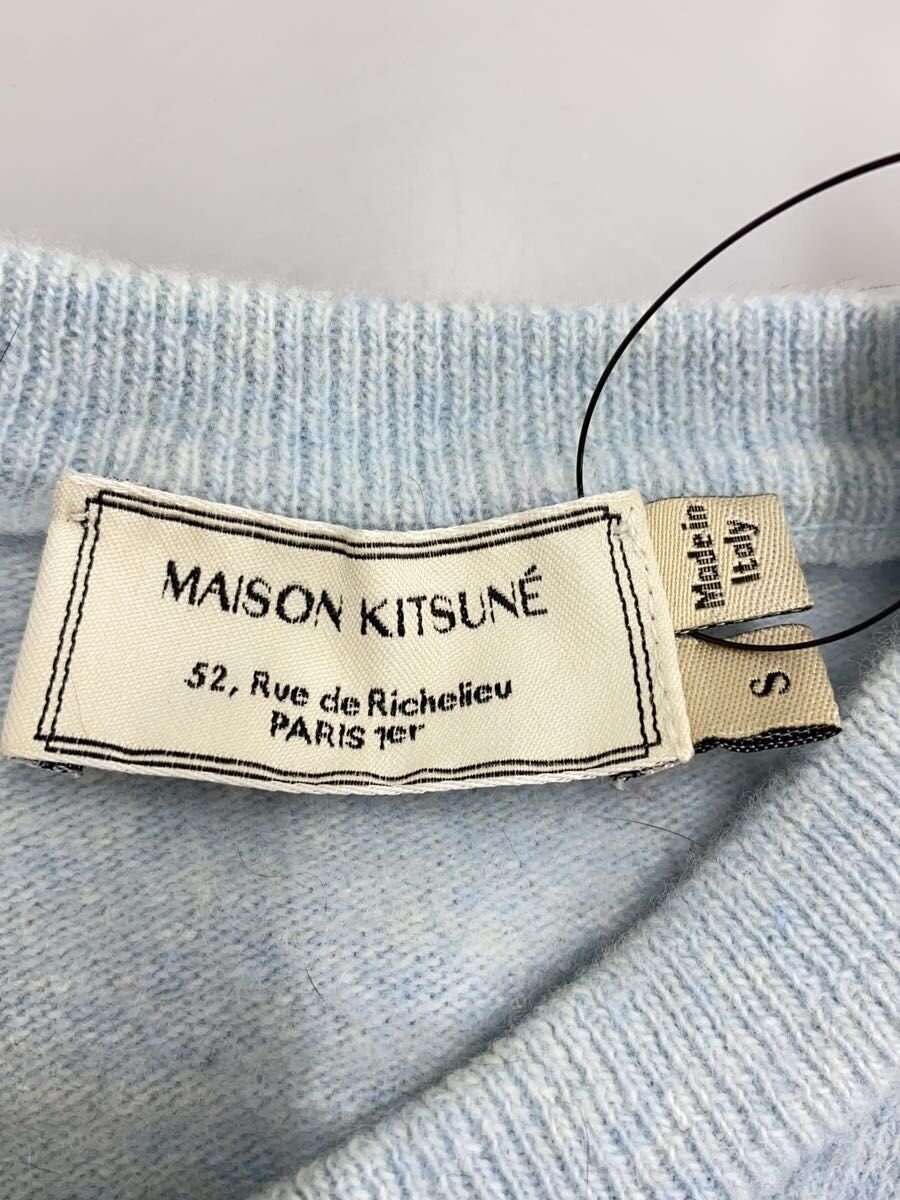 MAISON KITSUNÉ
52, Rue de Richelieu
PARIS 1er
Made in
Italy
S